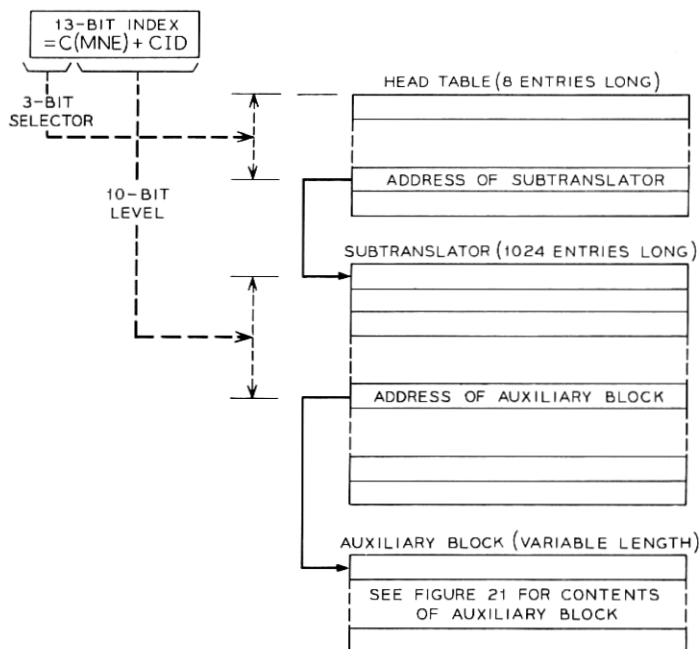 13-BIT INDEX
=C(MNE)+ CID
3-BIT
SELECTOR
10-BIT
LEVEL
HEAD TABLE (8 ENTRIES LONG)
ADDRESS OF SUBTRANSLATOR
SUBTRANSLATOR (1024 ENTRIES LONG)
ADDRESS OF AUXILIARY BLOCK
AUXILIARY BLOCK (VARIABLE LENGTH)
SEE FIGURE 21 FOR CONTENTS
OF AUXILIARY BLOCK